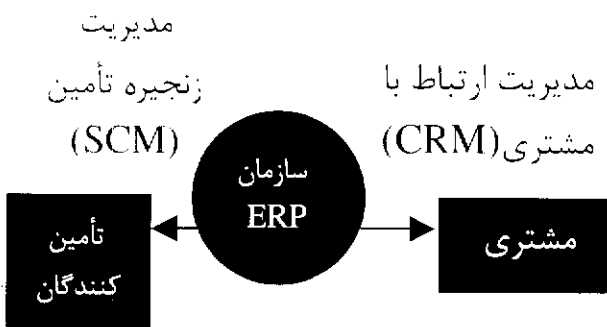 مدیریت
زنجیره تأمین
(SCM)
مدیریت ارتباط با
مشتری(CRM)
سازمان
ERP
تأمین
کنندگان
مشتری